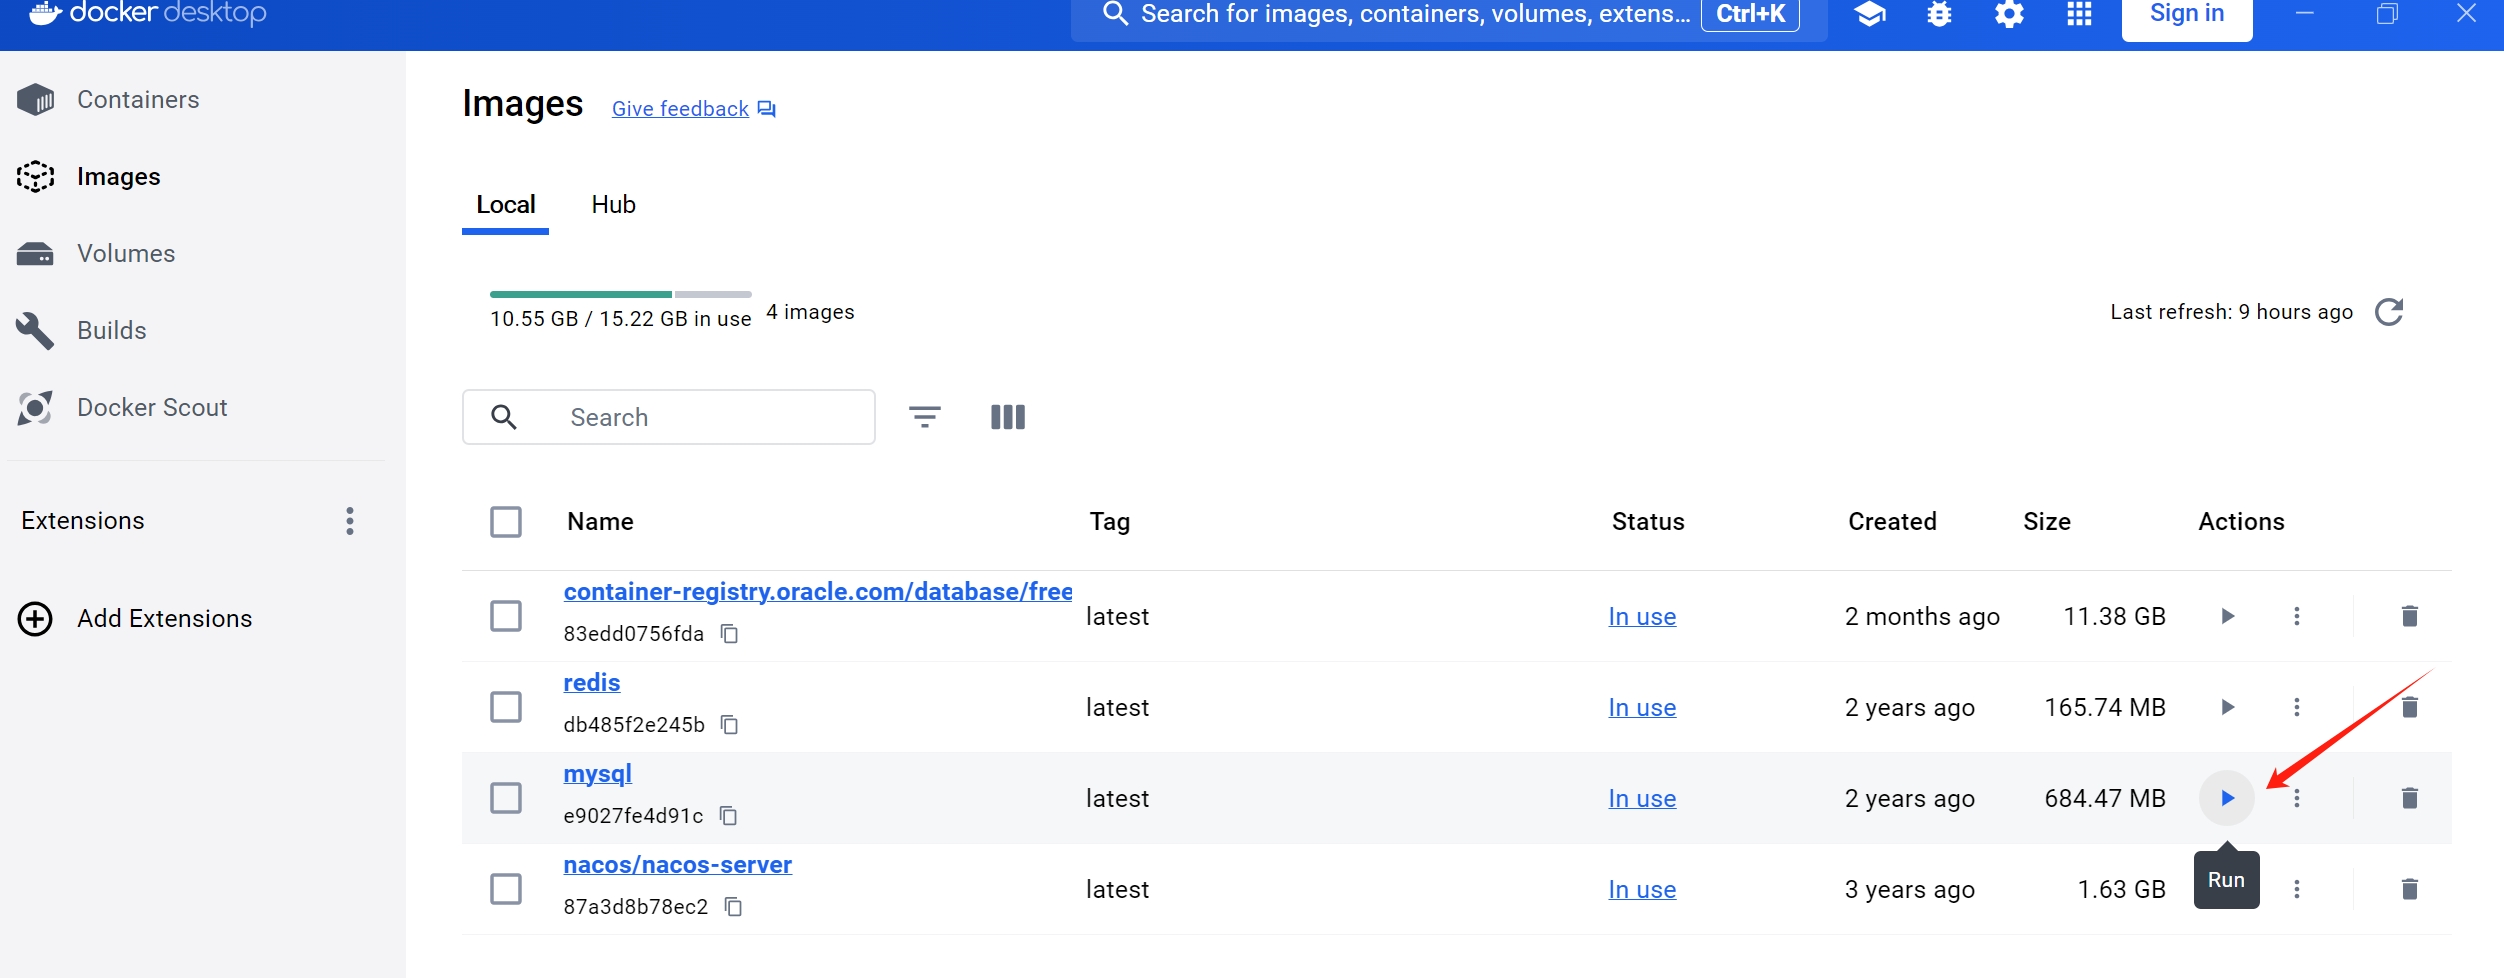 docker desktop
Search for images, containers, volumes, extens... Ctrl+K
Sign in
Containers
Images
Volumes
Builds
Docker Scout
Extensions
Add Extensions
Images Give feedback
Local Hub
10.55 GB / 15.22 GB in use 4 images
Last refresh: 9 hours ago
Search
Name Tag Status Created Size Actions
container-registry.oracle.com/database/free
83edd0756fda
latest In use 2 months ago 11.38 GB
redis
db485f2e245b
latest In use 2 years ago 165.74 MB
mysql
e9027fe4d91c
latest In use 2 years ago 684.47 MB
nacos/nacos-server
87a3d8b78ec2
latest In use 3 years ago 1.63 GB
Run